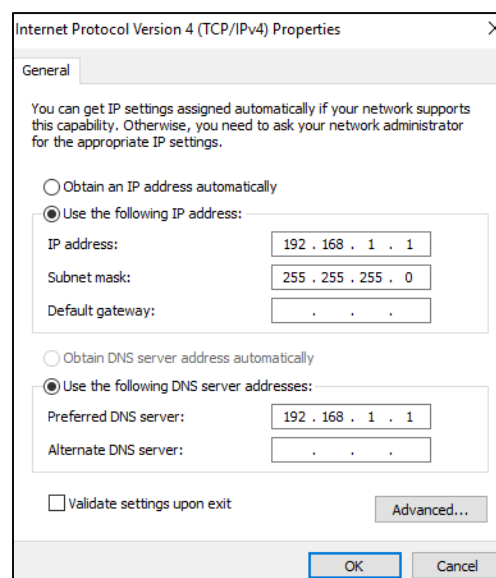 Internet Protocol Version 4 (TCP/IPv4) Properties
General
You can get IP settings assigned automatically if your network supports
this capability. Otherwise, you need to ask your network administrator
for the appropriate IP settings.
Obtain an IP address automatically
Use the following IP address:
IP address: 192 . 168 . 1 . 1
Subnet mask: 255 . 255 . 255 . 0
Default gateway: . . .
Obtain DNS server address automatically
Use the following DNS server addresses:
Preferred DNS server: 192 . 168 . 1 . 1
Alternate DNS server: . . .
Validate settings upon exit
Advanced...
OK Cancel